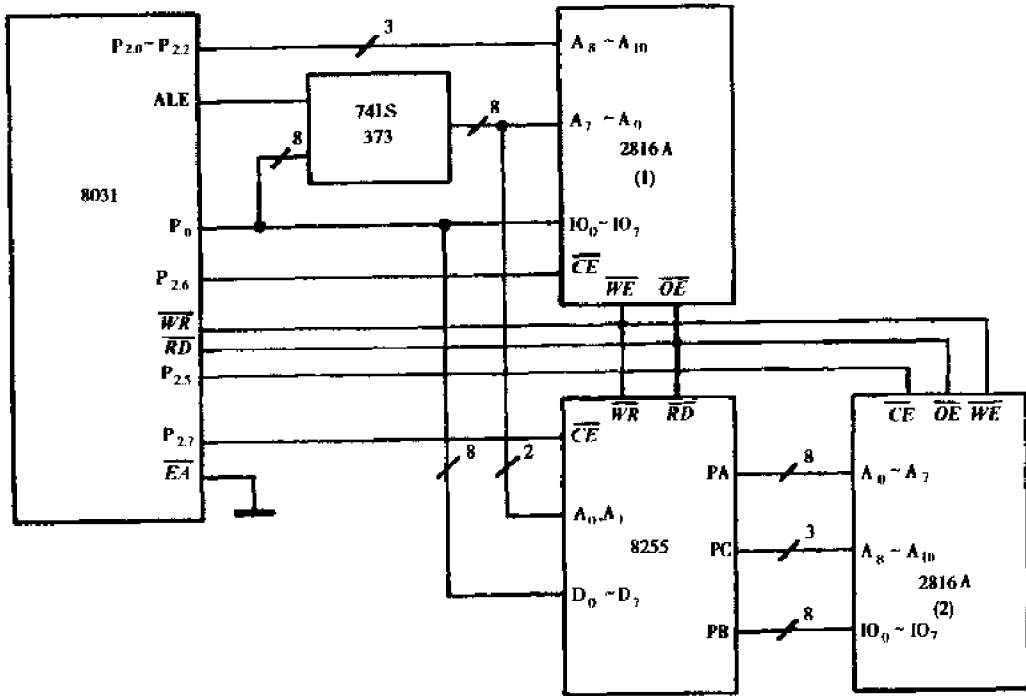 8031
P2.0 ~ P2.2
ALE
P0
P2.6
WR
RD
P2.5
P2.7
EA
3
8
8
74LS
373
A8 ~ A10
A7 ~ A0
2816A
(1)
IO0 ~ IO7
CE
WE OE
8
2
WR RD
CE
A0,A1
8255
D0 ~ D7
PA
PC
PB
8
3
8
CE OE WE
A0 ~ A7
A8 ~ A10
2816A
(2)
IO0 ~ IO7